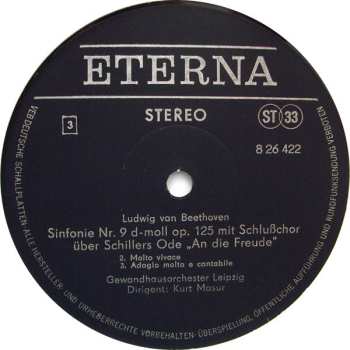 ETERNA
STEREO
ST 33
3
8 26 422
Ludwig van Beethoven
Sinfonie Nr. 9 d-moll op. 125 mit Schlußchor
über Schillers Ode „An die Freude"
2. Molto vivace
3. Adagio molto e cantabile
Gewandhausorchester Leipzig
Dirigent: Kurt Masur
VEB DEUTSCHE SCHALLPLATTEN · ALLE HERSTELLER- UND URHEBERRECHTE VORBEHALTEN · ÜBERSPIELUNG, ÖFFENTLICHE AUFFÜHRUNG UND RUNDFUNKSENDUNG VERBOTEN